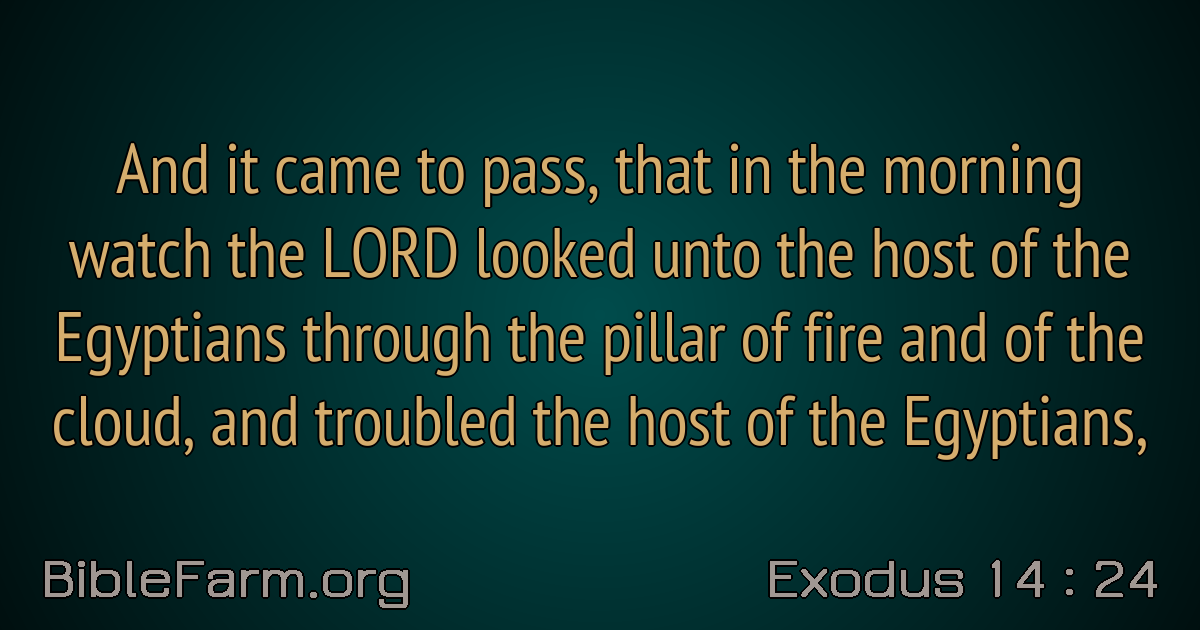 And it came to pass, that in the morning
watch the LORD looked unto the host of the
Egyptians through the pillar of fire and of the
cloud, and troubled the host of the Egyptians,
BibleFarm.org
Exodus 14 : 24